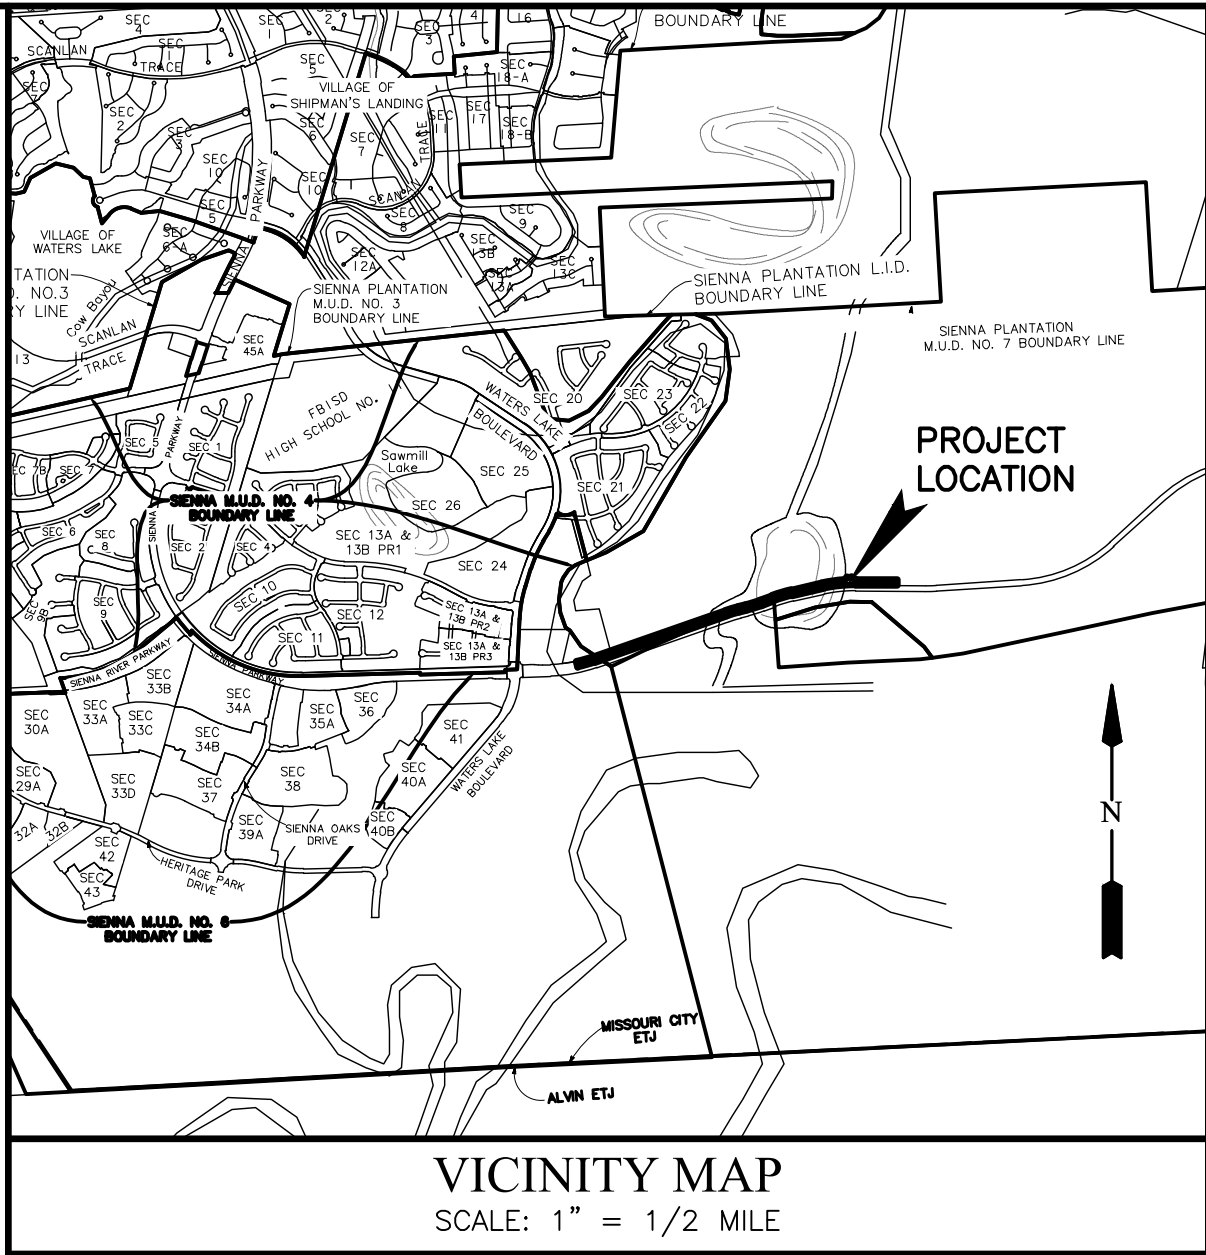 SEC
4
SEC
1
SEC
2
4
16
BOUNDARY LINE
SEC
3
SCANLAN
TRACE
SEC
1
SEC
5
SEC
18-A
SEC
7
VILLAGE OF
SHIPMAN'S LANDING
SEC
2
SEC
3
SEC
6
SEC
7
TRACE
SEC
11
SEC
17
SEC
18-B
SEC
10
SEC
10
PARKWAY
SCANLAN
SEC
5
SEC
8
SEC
9
VILLAGE OF
WATERS LAKE
SEC
6-A
SIENNA
SEC
12A
SEC
13B
SEC
13A
SEC
13C
TATION
NO.3
RY LINE
Cow Bayou
SCANLAN
TRACE
13
SIENNA PLANTATION
M.U.D. NO. 3
BOUNDARY LINE
SIENNA PLANTATION L.I.D.
BOUNDARY LINE
SEC
45A
SIENNA PLANTATION
M.U.D. NO. 7 BOUNDARY LINE
FBISD
HIGH SCHOOL NO.
WATERS LAKE
BOULEVARD
SEC 20
SEC 23
SEC 22
SEC 5
PARKWAY
SEC 1
SEC 7B
SEC 7
Sawmill
Lake
SEC 25
SEC 21
PROJECT
LOCATION
SIENNA M.U.D. NO. 4
BOUNDARY LINE
SEC 26
SEC 6
SEC
8
SIENNA
SEC 2
SEC 4
SEC 13A &
13B PR1
SEC 24
SEC
9B
SEC
9
SEC 10
SEC 11
SEC 12
SEC 13A &
13B PR2
SEC 13A &
13B PR3
SIENNA RIVER PARKWAY
SIENNA PARKWAY
SEC
30A
SEC
33A
SEC
33B
SEC
33C
SEC
34A
SEC
34B
SEC
35A
SEC
36
SEC
41
WATERS LAKE
BOULEVARD
SEC
29A
SEC
33D
SEC
37
SEC
38
SEC
40A
32A
32B
SEC
39A
SIENNA OAKS
DRIVE
SEC
40B
SEC
42
SEC
43
HERITAGE PARK
DRIVE
SIENNA M.U.D. NO. 6
BOUNDARY LINE
N
MISSOURI CITY
ETJ
ALVIN ETJ
VICINITY MAP
SCALE: 1" = 1/2 MILE